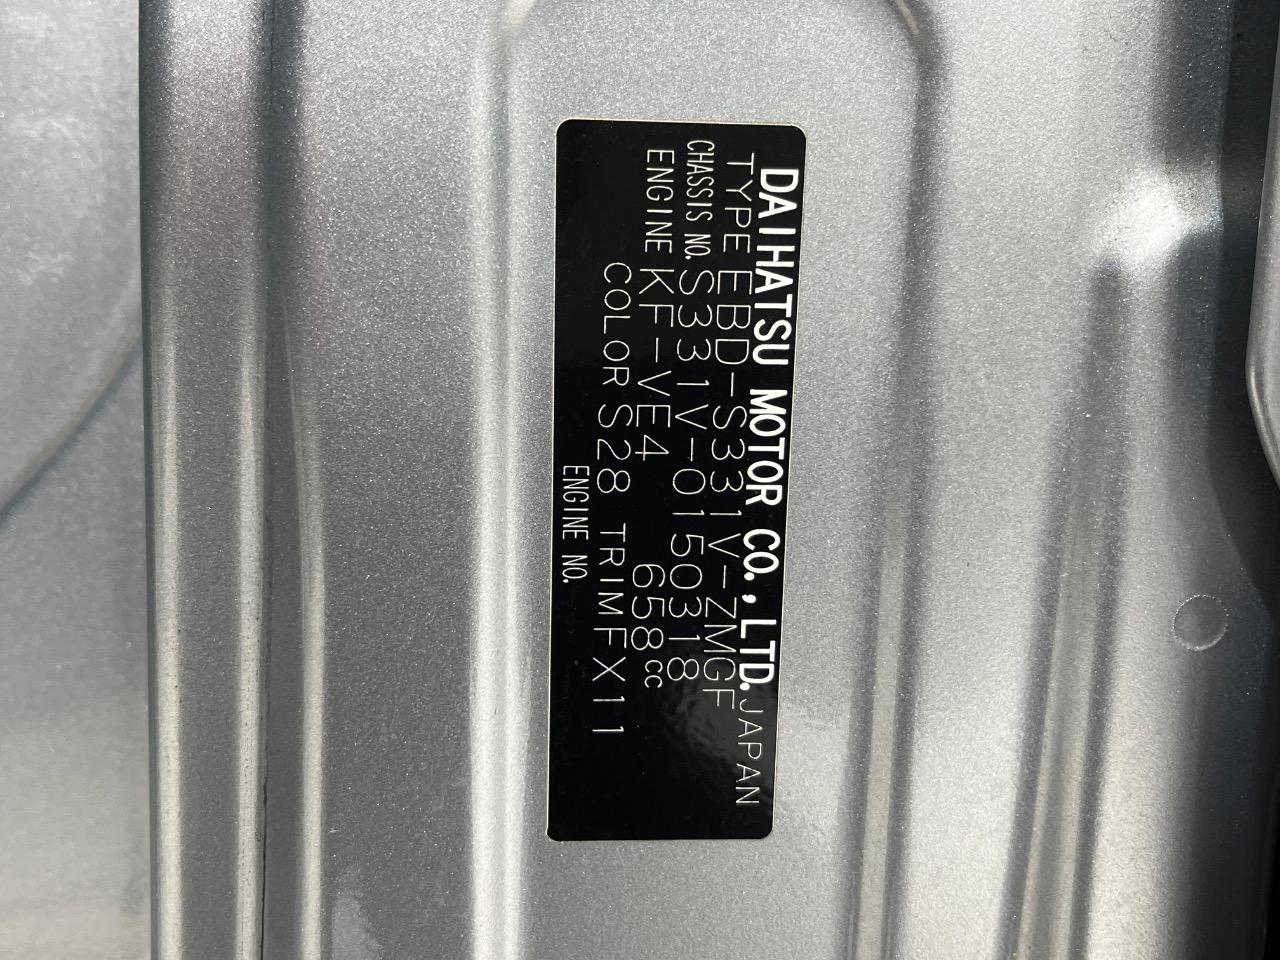 DAIHATSU MOTOR CO.,LTD.JAPAN
TYPE EBD-S331V-ZMGF
CHASSIS NO. S331V-0150318
ENGINE KF-VE4 658cc
COLOR S28 TRIM FX11
ENGINE NO.